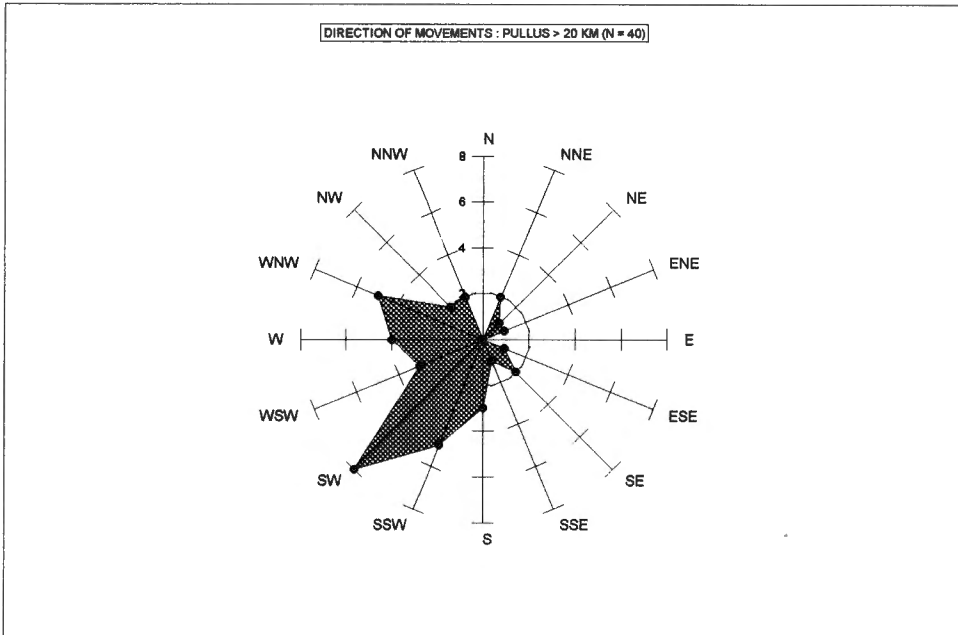 DIRECTION OF MOVEMENTS : PULLUS > 20 KM (N = 40)
N
NNW
8
NNE
NW
6
NE
4
WNW
ENE
2
W
E
WSW
ESE
SW
SE
SSW
SSE
S